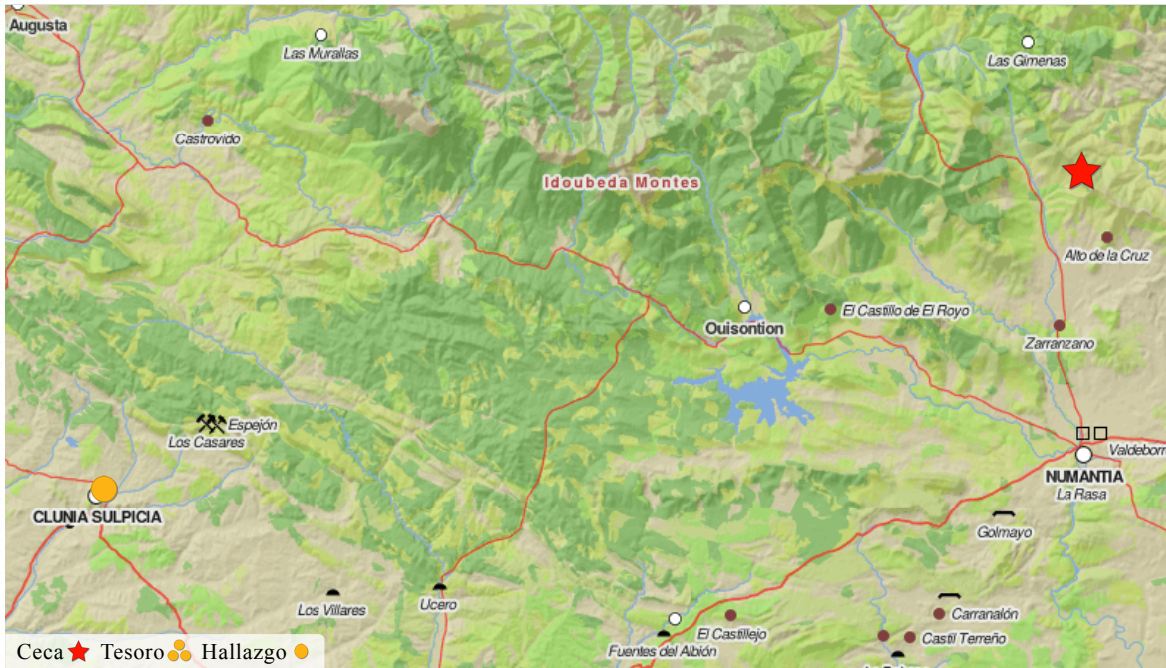 Augusta
Las Murallas
Las Gimenas
Castrovido
Idoubeda Montes
Alto de la Cruz
Ouisontion
El Castillo de El Royo
Zarranzano
Espejón
Los Casares
Valdeborr
NUMANTIA
La Rasa
CLUNIA SULPICIA
Golmayo
Los Villares
Ucero
El Castillejo
Carranalón
Fuentes del Albión
Castil Terreño
Ceca Tesoro Hallazgo